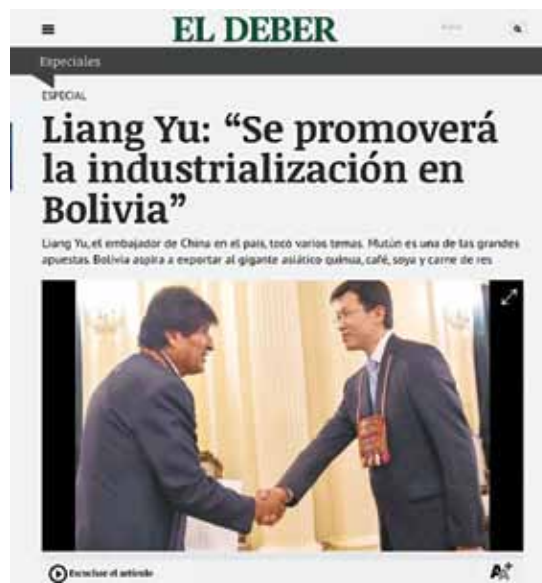 EL DEBER
Especiales
ESPECIAL
Liang Yu: “Se promoverá
la industrialización en
Bolivia”
Liang Yu, el embajador de China en el país, tocó varios temas. Mutún es una de las grandes
apuestas. Bolivia aspira a exportar al gigante asiático quinua, café, soya y carne de res
Escuchar el artículo